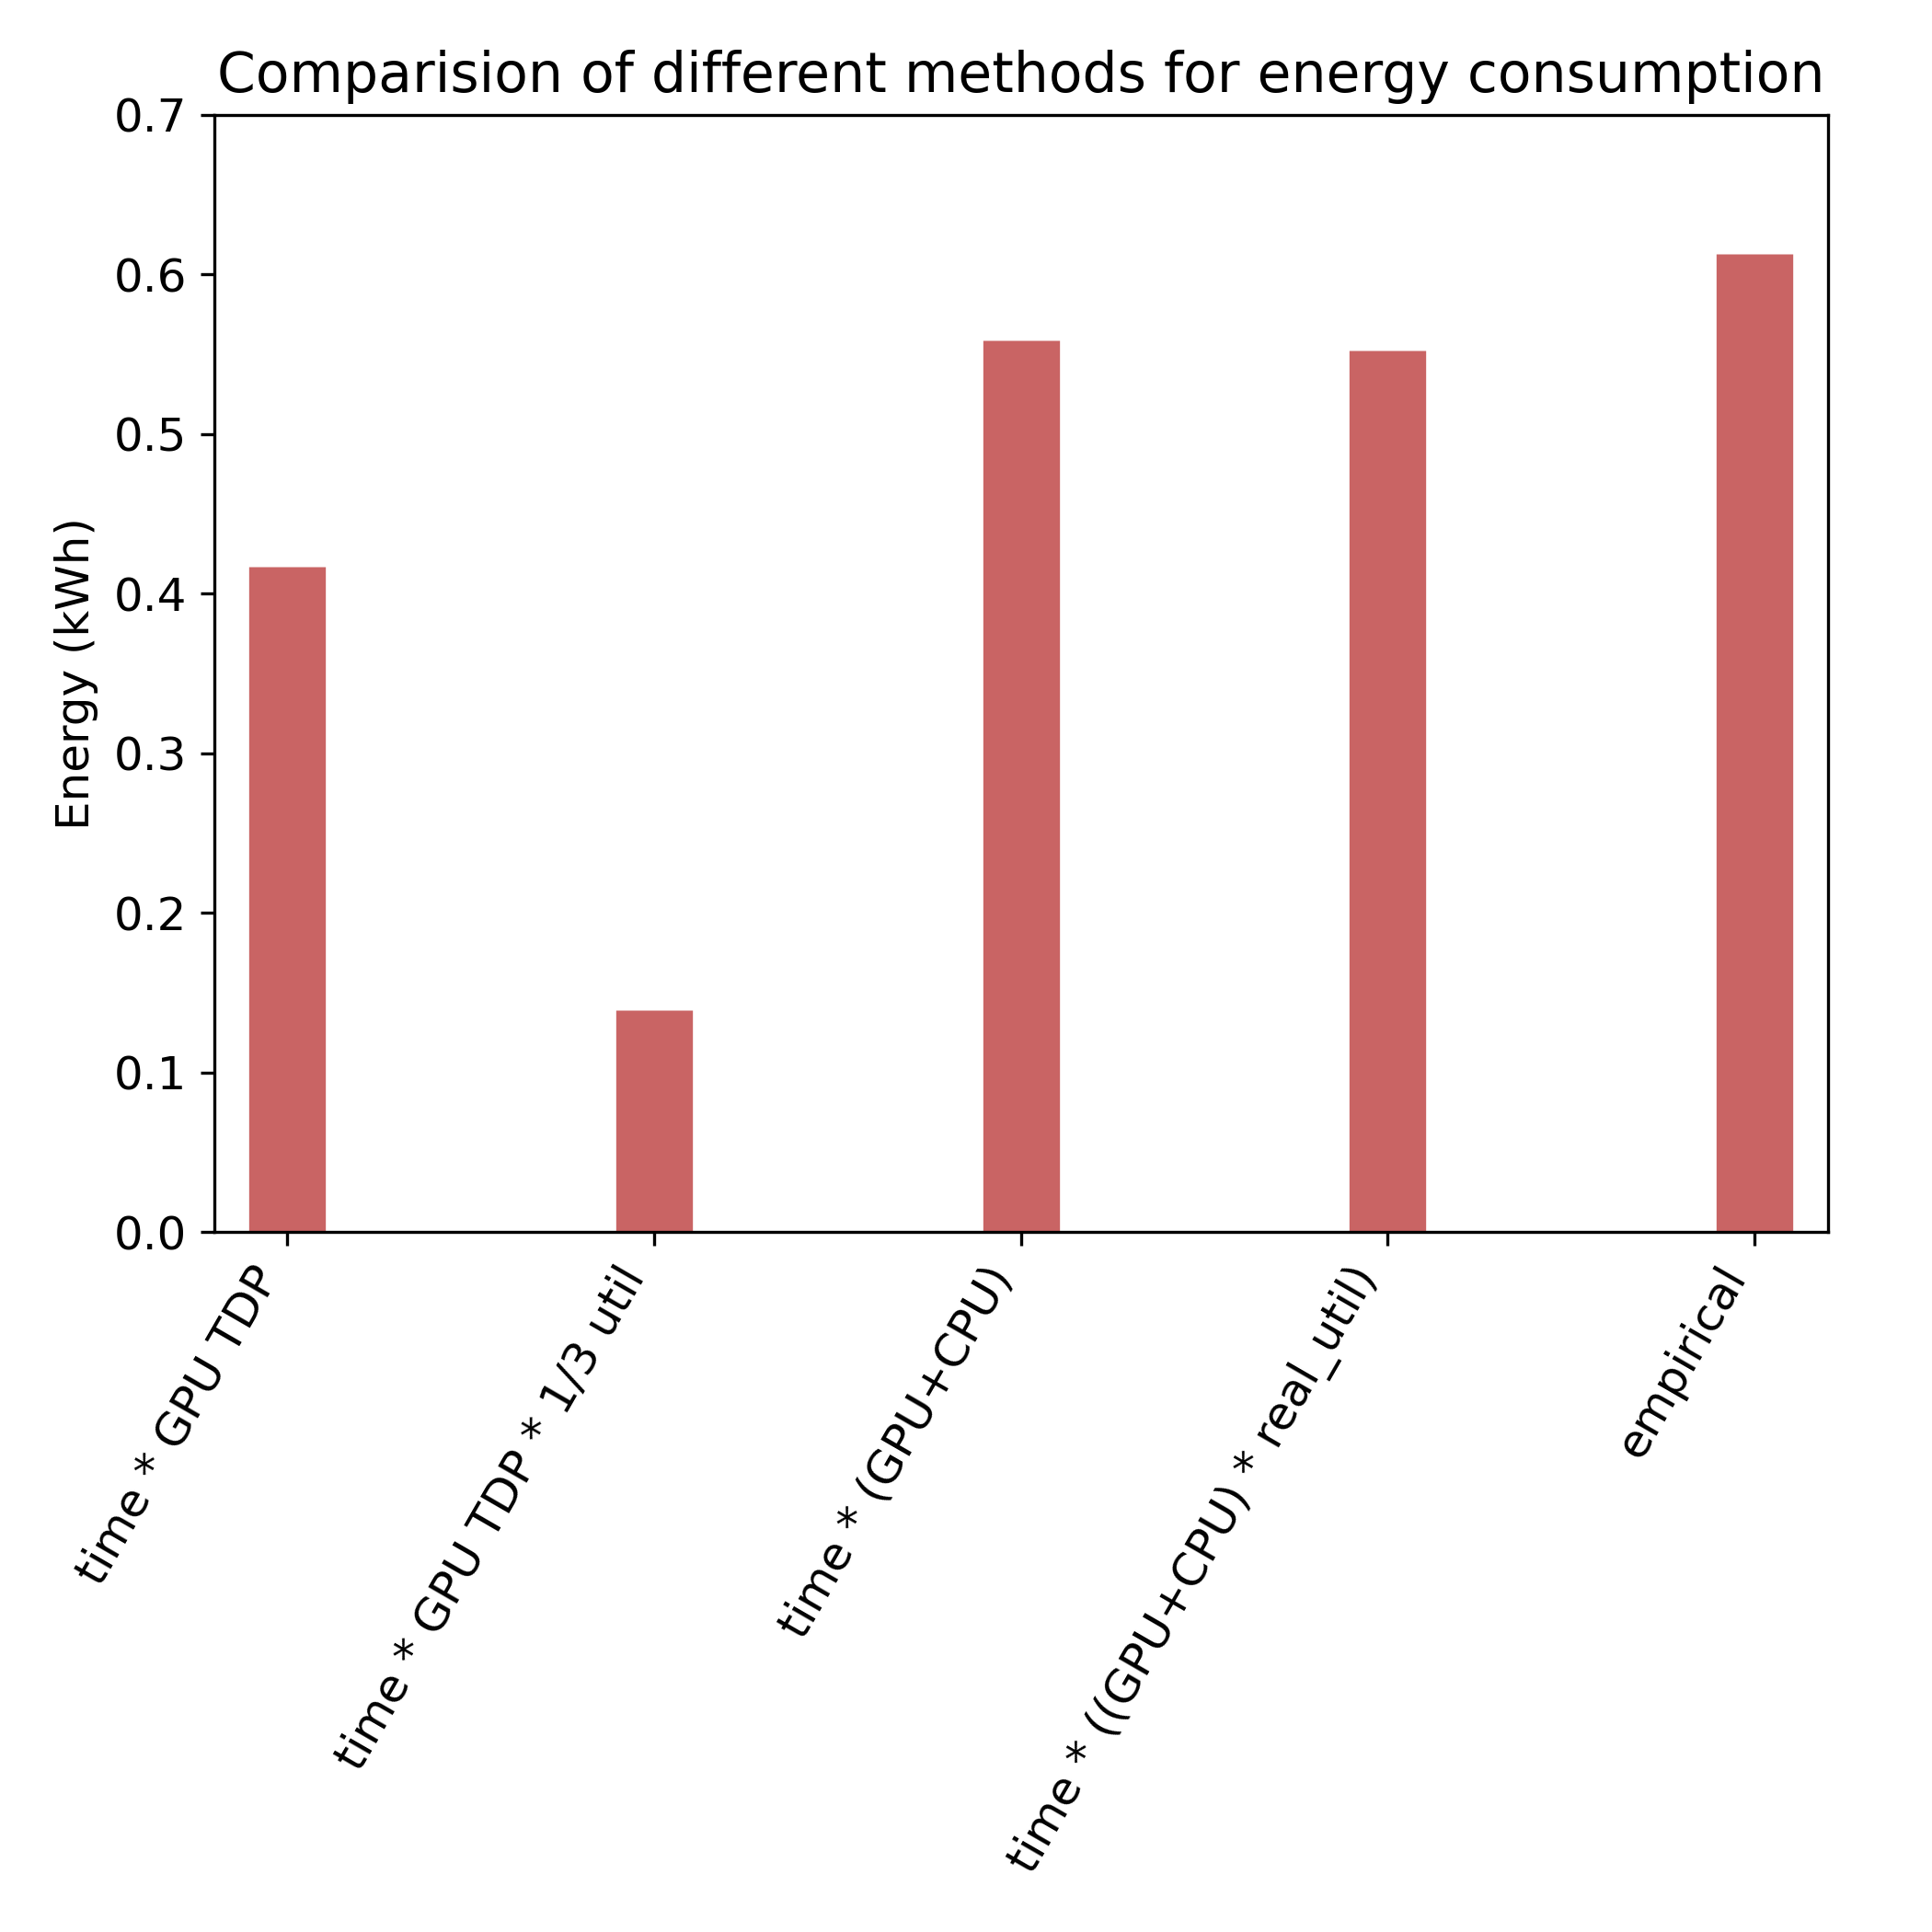 Comparision of different methods for energy consumption
0.7
0.6
0.5
0.4
0.3
0.2
0.1
0.0
Energy (kWh)
time * GPU TDP
time * GPU TDP * 1/3 util
time * (GPU+CPU)
time * ((GPU+CPU) * real_util)
empirical